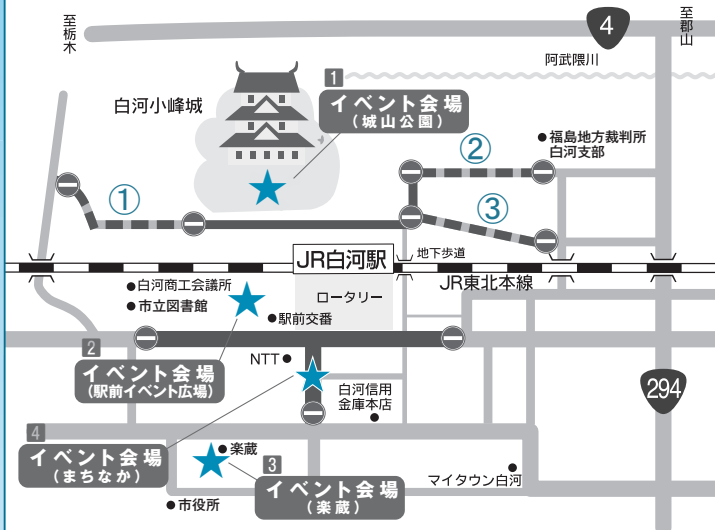 至栃木
4
至郡山
阿武隈川
1
イベント会場
(城山公園)
白河小峰城
福島地方裁判所
白河支部
①
②
③
JR白河駅
地下歩道
JR東北本線
白河商工会議所
市立図書館
ロータリー
駅前交番
2
イベント会場
(駅前イベント広場)
NTT
白河信用
金庫本店
294
4
イベント会場
(まちなか)
楽蔵
3
イベント会場
(楽蔵)
マイタウン白河
市役所